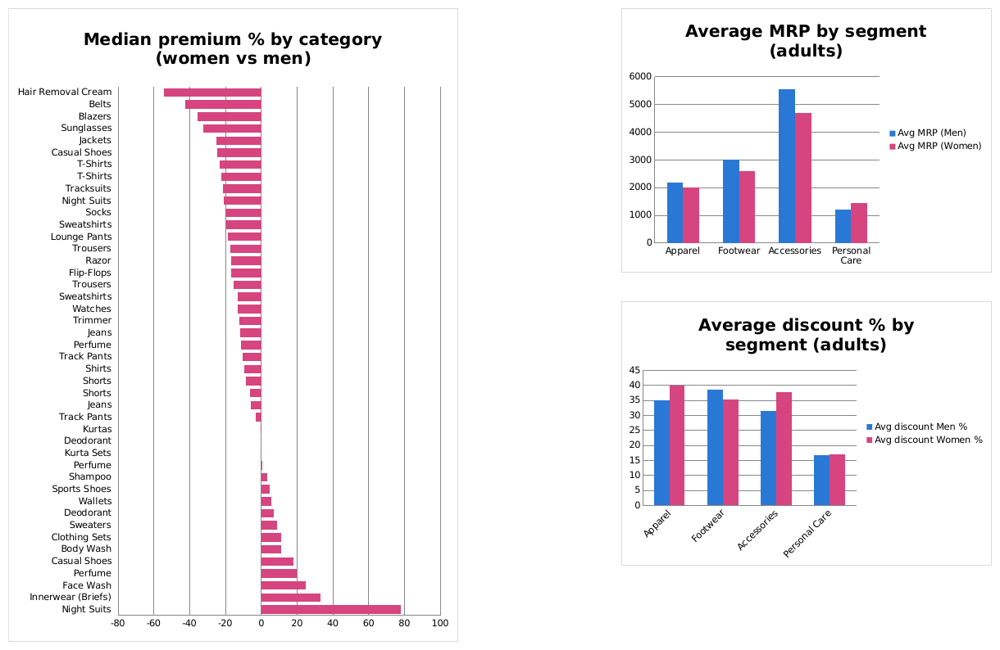 Median premium % by category
(women vs men)
Hair Removal Cream
Belts
Blazers
Sunglasses
Jackets
Casual Shoes
T-Shirts
T-Shirts
Tracksuits
Night Suits
Socks
Sweatshirts
Lounge Pants
Trousers
Razor
Flip-Flops
Trousers
Sweatshirts
Watches
Trimmer
Jeans
Perfume
Track Pants
Shirts
Shorts
Shorts
Jeans
Track Pants
Kurtas
Deodorant
Kurta Sets
Perfume
Shampoo
Sports Shoes
Wallets
Deodorant
Sweaters
Clothing Sets
Body Wash
Casual Shoes
Perfume
Face Wash
Innerwear (Briefs)
Night Suits
-80 -60 -40 -20 0 20 40 60 80 100
Average MRP by segment
(adults)
6000
5000
4000
3000
2000
1000
0
Apparel Footwear Accessories Personal
Care
Avg MRP (Men)
Avg MRP (Women)
Average discount % by
segment (adults)
45
40
35
30
25
20
15
10
5
0
Apparel Footwear Accessories Personal Care
Avg discount Men %
Avg discount Women %